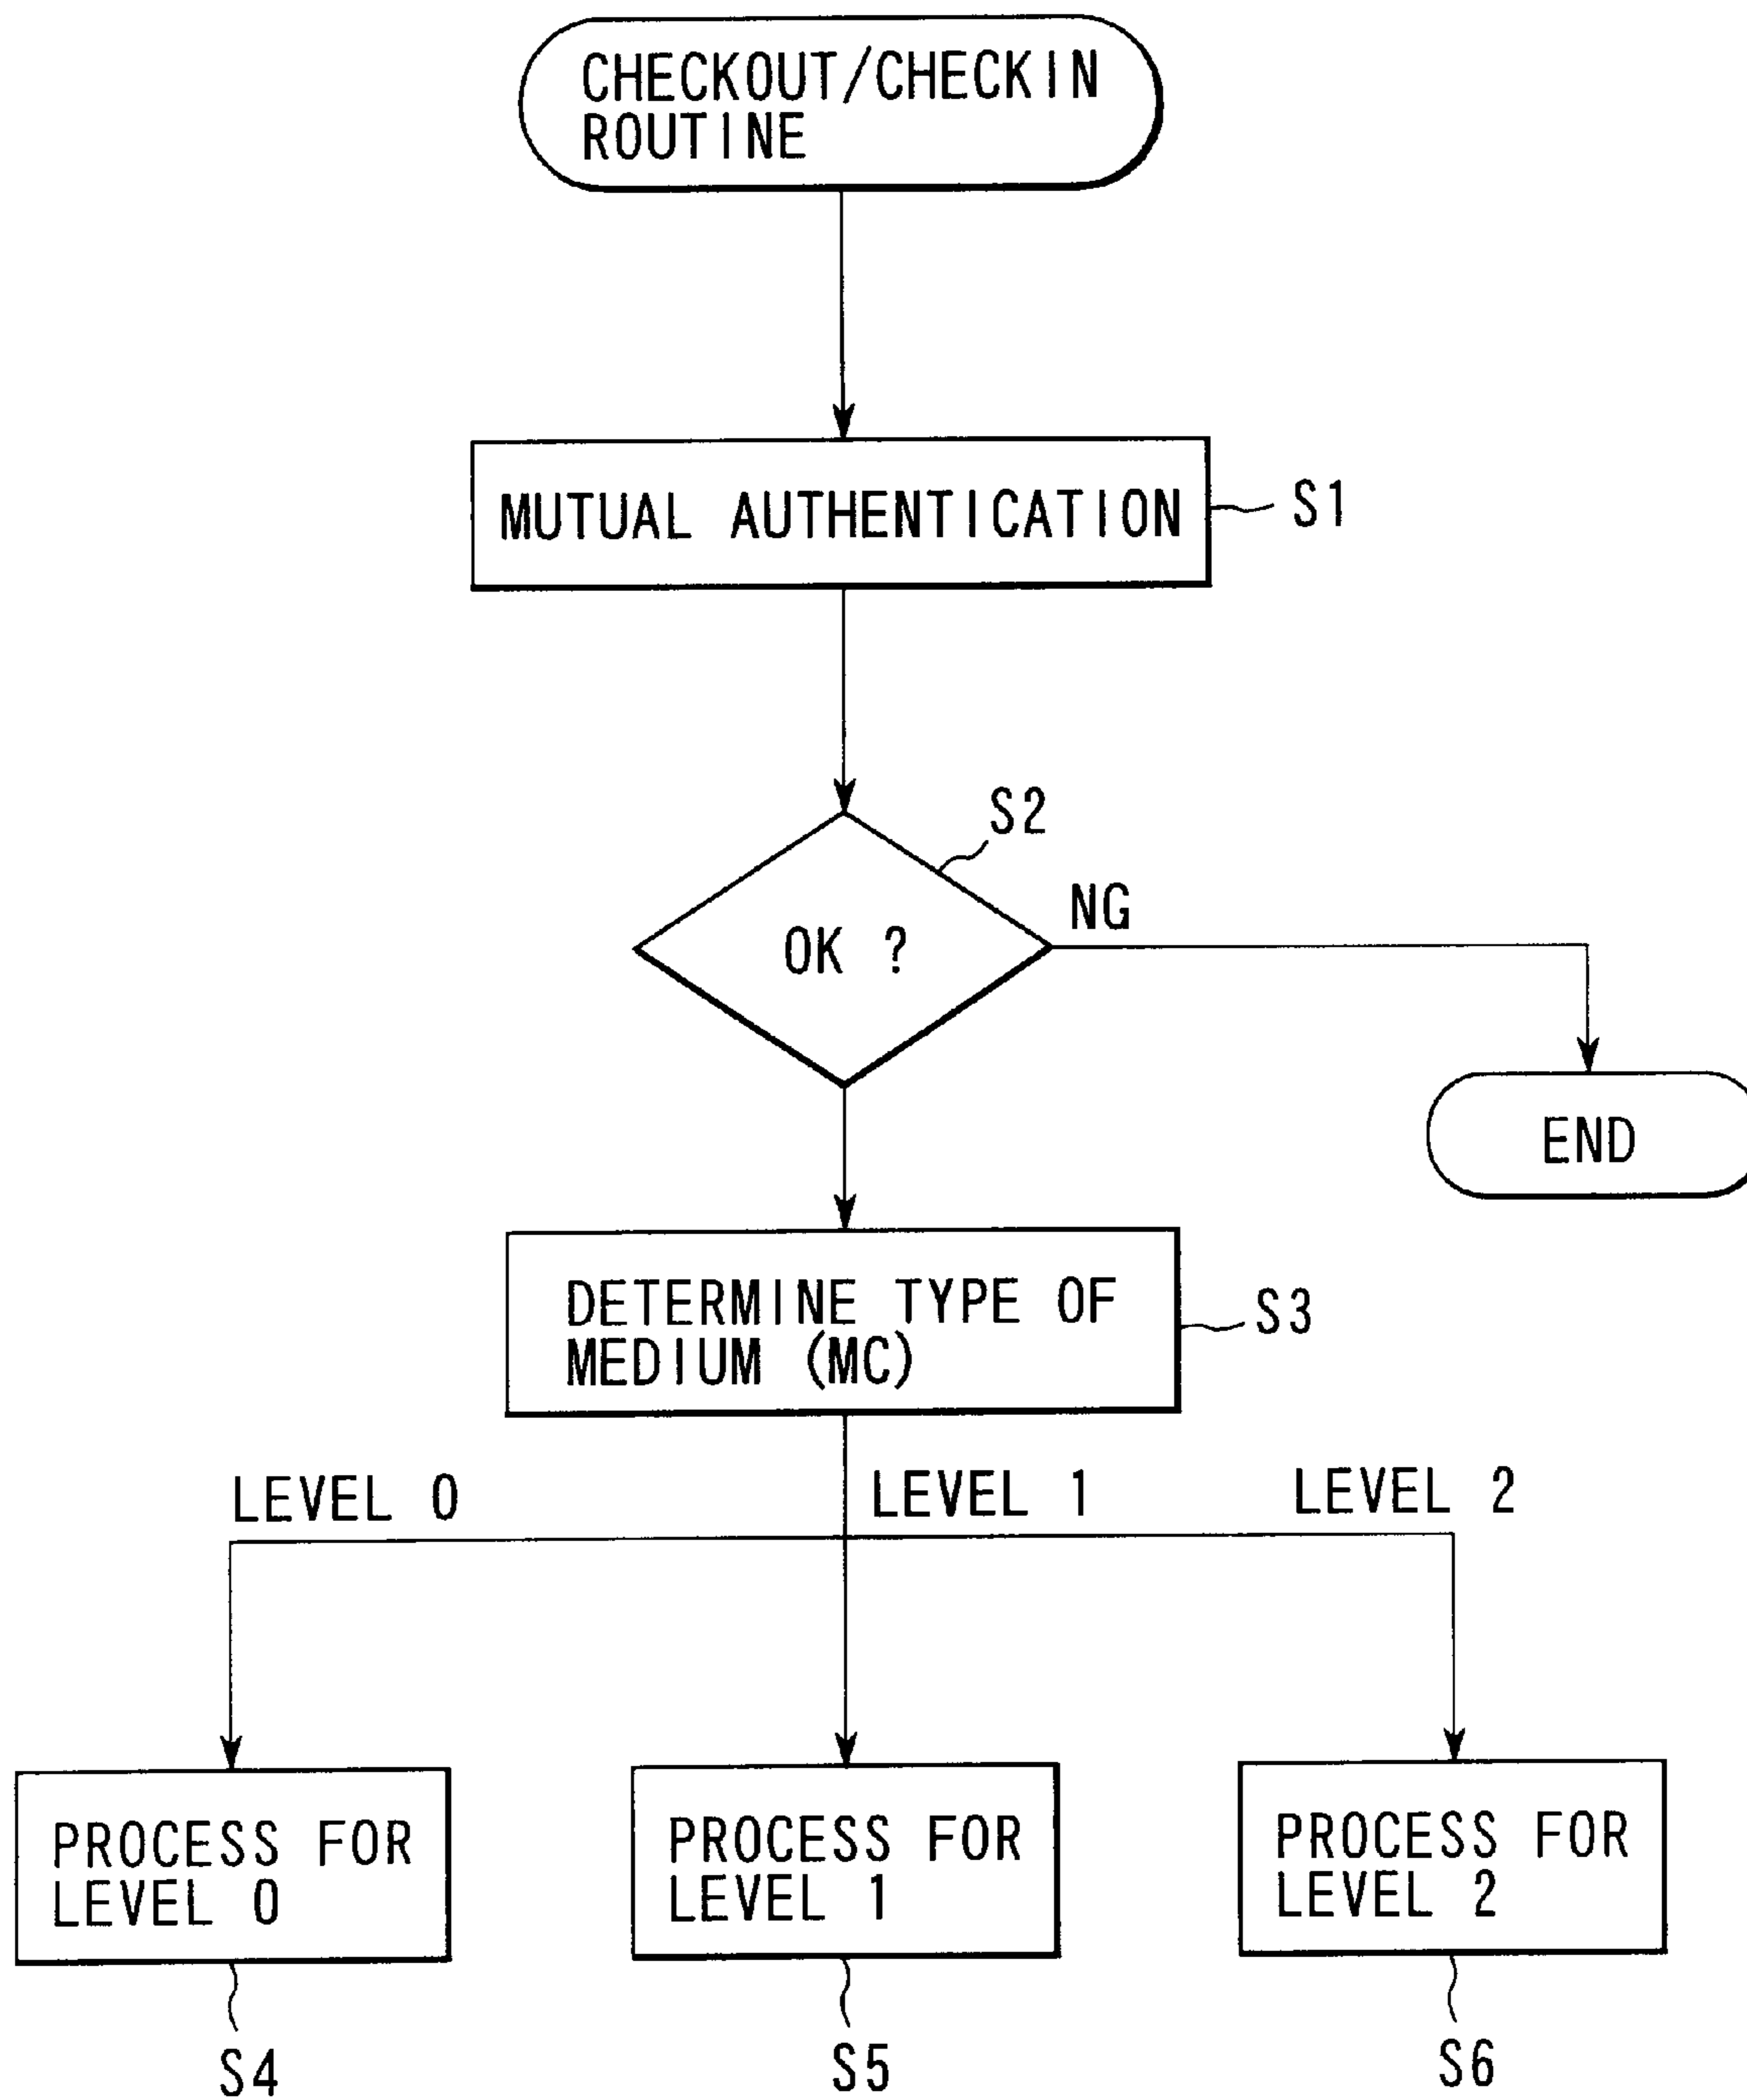 CHECKOUT/CHECKIN
ROUTINE
MUTUAL AUTHENTICATION
S1
S2
NG
OK ?
END
DETERMINE TYPE OF
MEDIUM (MC)
S3
LEVEL 0
LEVEL 1
LEVEL 2
PROCESS FOR
LEVEL 0
PROCESS FOR
LEVEL 1
PROCESS FOR
LEVEL 2
S4
S5
S6